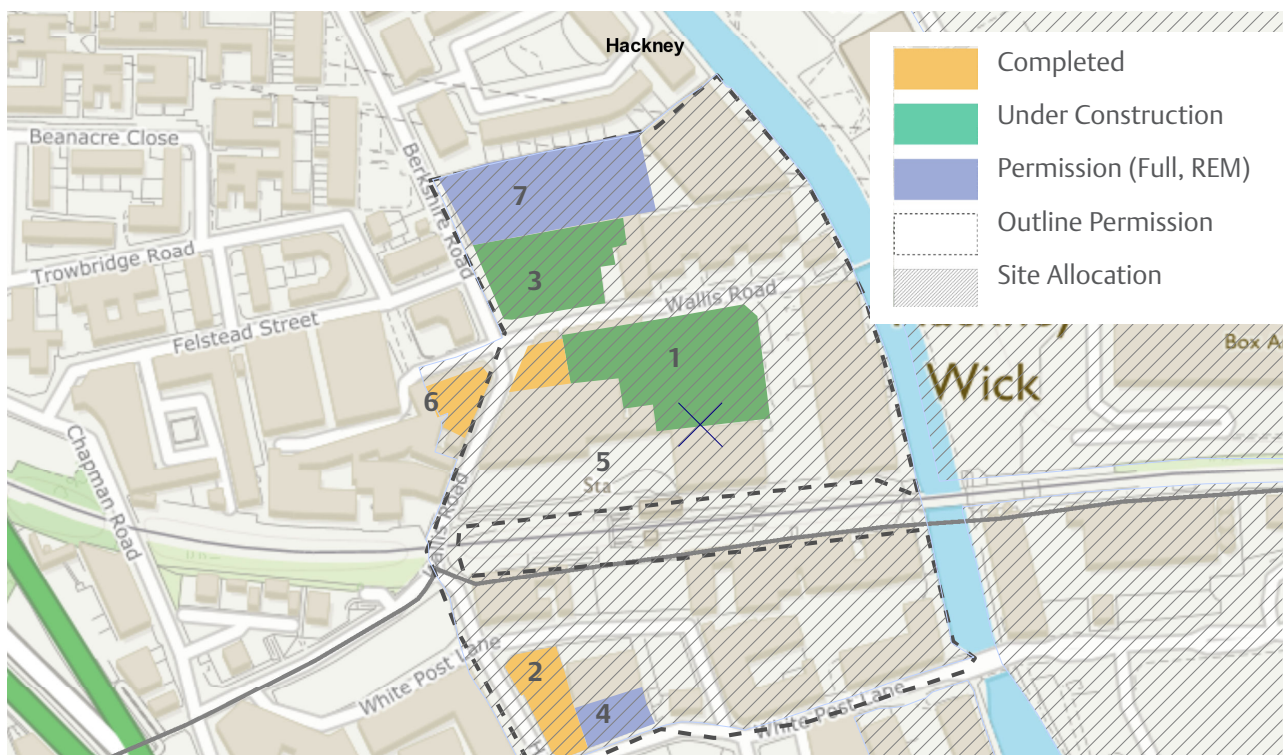 Hackney
Completed
Under Construction
Permission (Full, REM)
Outline Permission
Site Allocation
Beanacre Close
Berkshire Road
7
Trowbridge Road
3
Wallis Road
Felstead Street
1
Wick
6
Chapman Road
5
Sta
Road
White Post Lane
2
4
White Post Lane